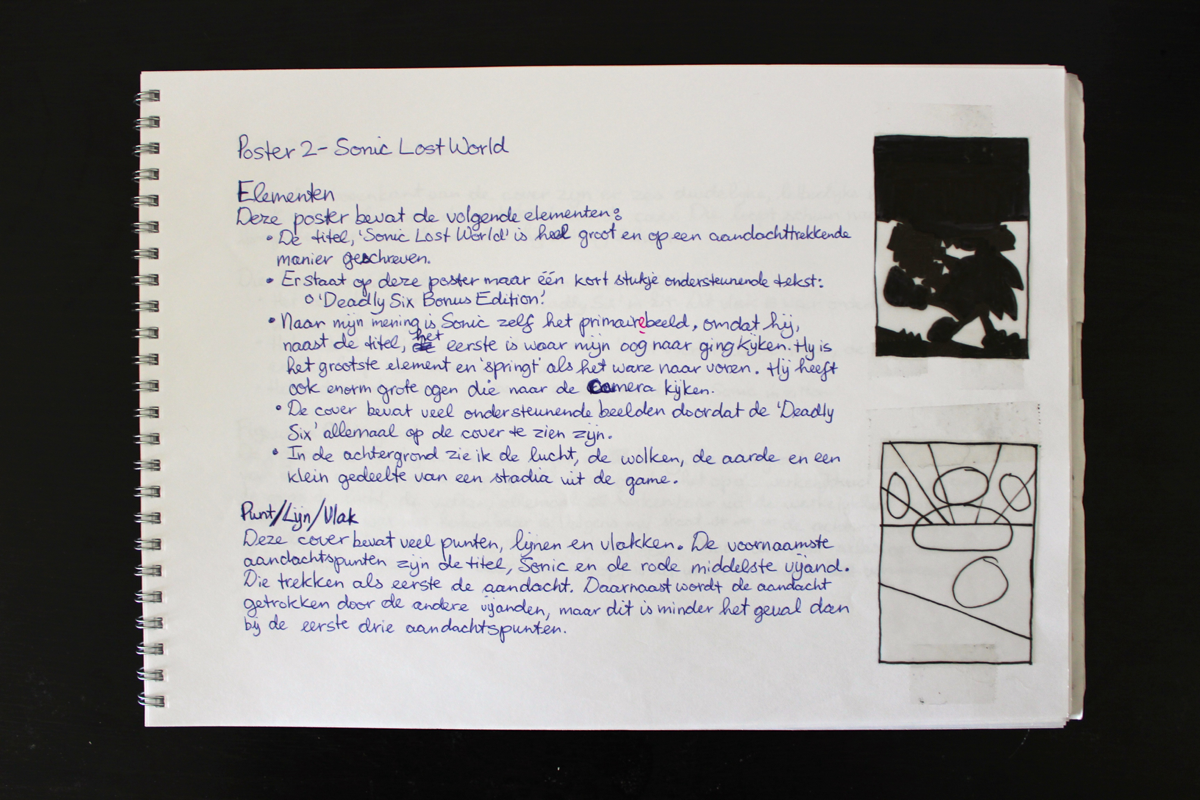 Poster 2 - Sonic Lost World
Elementen
Deze poster bevat de volgende elementen:
• De titel, 'Sonic Lost World' is heel groot en op een aandachttrekkende
manier geschreven.
• Er staat op deze poster maar één kort stukje ondersteunende tekst:
o 'Deadly Six Bonus Edition.'
• Naar mijn mening is Sonic zelf het primaire beeld, omdat hij,
naast de titel, het eerste is waar mijn oog naar ging kijken. Hij is
het grootste element en 'springt' als het ware naar voren. Hij heeft
ook enorm grote ogen die naar de camera kijken.
• De cover bevat veel ondersteunende beelden doordat de 'Deadly
Six' allemaal op de cover te zien zijn.
• In de achtergrond zie ik de lucht, de wolken, de aarde en een
klein gedeelte van een stadia uit de game.
Punt/Lijn/Vlak
Deze cover bevat veel punten, lijnen en vlakken. De voornaamste
aandachtspunten zijn de titel, Sonic en de rode middelste vijand.
Die trekken als eerste de aandacht. Daarnaast wordt de aandacht
getrokken door de andere vijanden, maar dit is minder het geval dan
bij de eerste drie aandachtspunten.